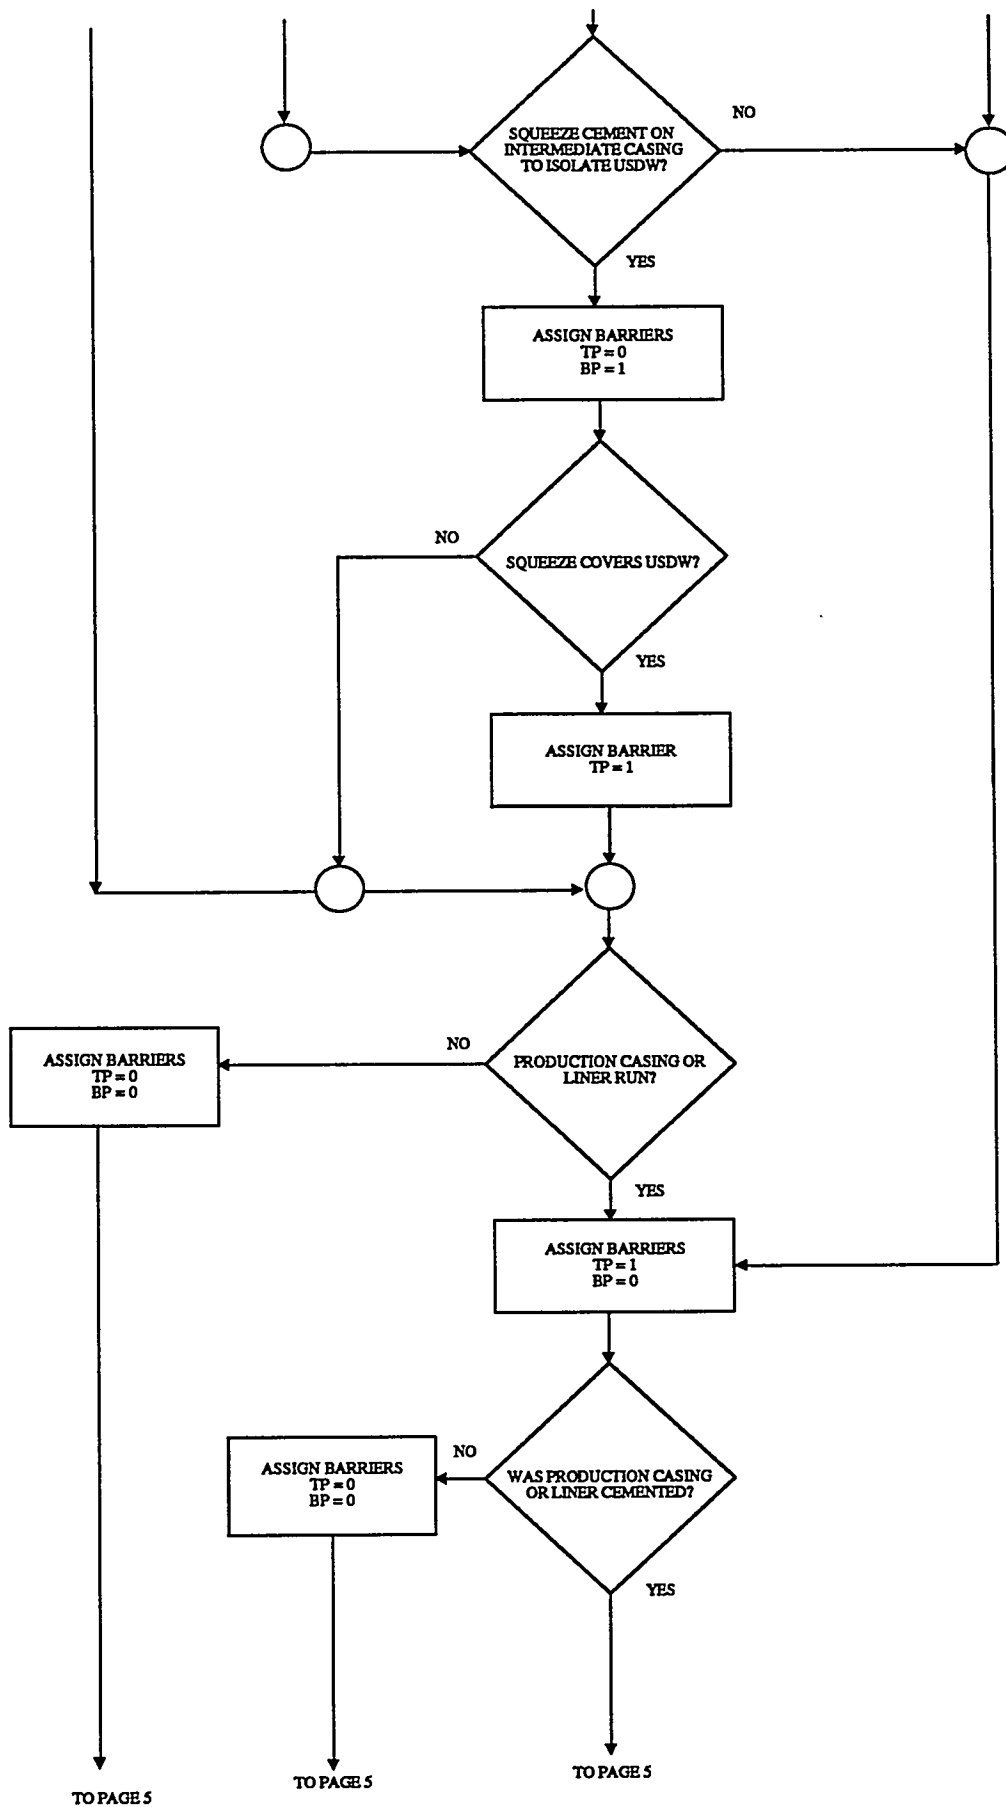 NO
SQUEEZE CEMENT ON
INTERMEDIATE CASING
TO ISOLATE USDW?
YES
ASSIGN BARRIERS
TP = 0
BP = 1
NO
SQUEEZE COVERS USDW?
YES
ASSIGN BARRIER
TP = 1
NO
PRODUCTION CASING OR
LINER RUN?
ASSIGN BARRIERS
TP = 0
BP = 0
YES
ASSIGN BARRIERS
TP = 1
BP = 0
NO
WAS PRODUCTION CASING
OR LINER CEMENTED?
ASSIGN BARRIERS
TP = 0
BP = 0
YES
TO PAGE 5
TO PAGE 5
TO PAGE 5